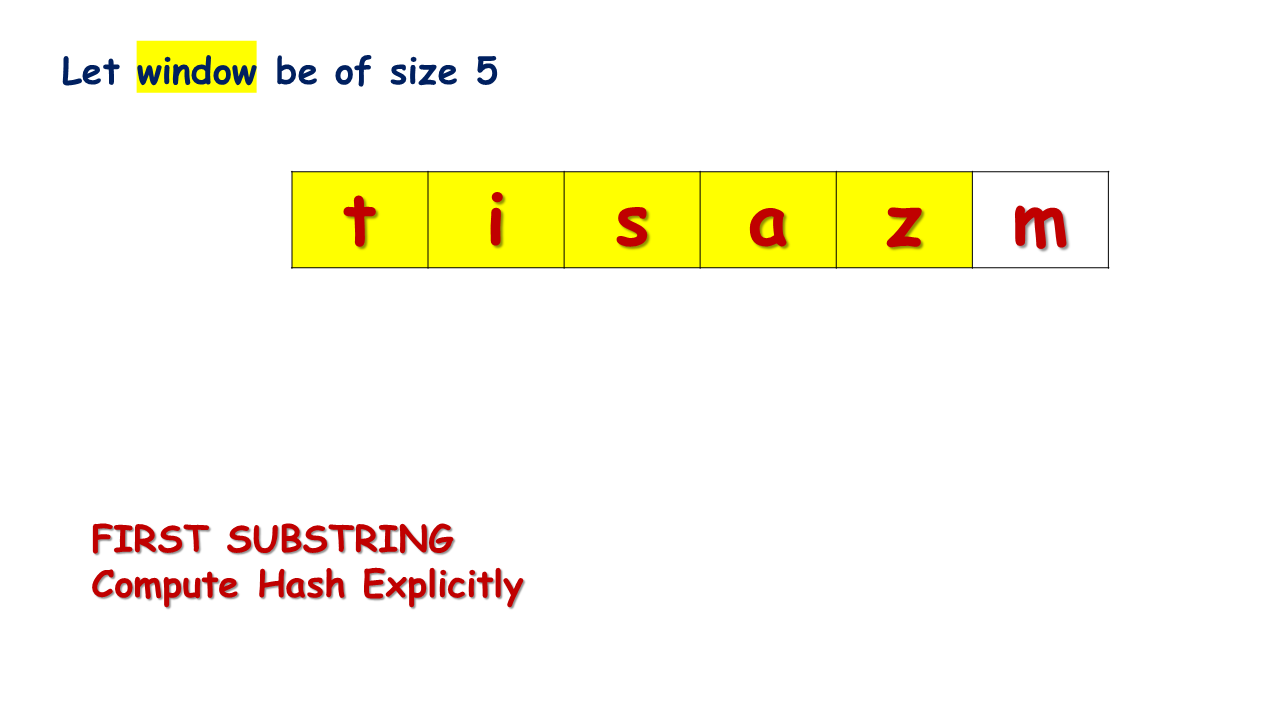 Let window be of size 5
t i s a z m
FIRST SUBSTRING
Compute Hash Explicitly